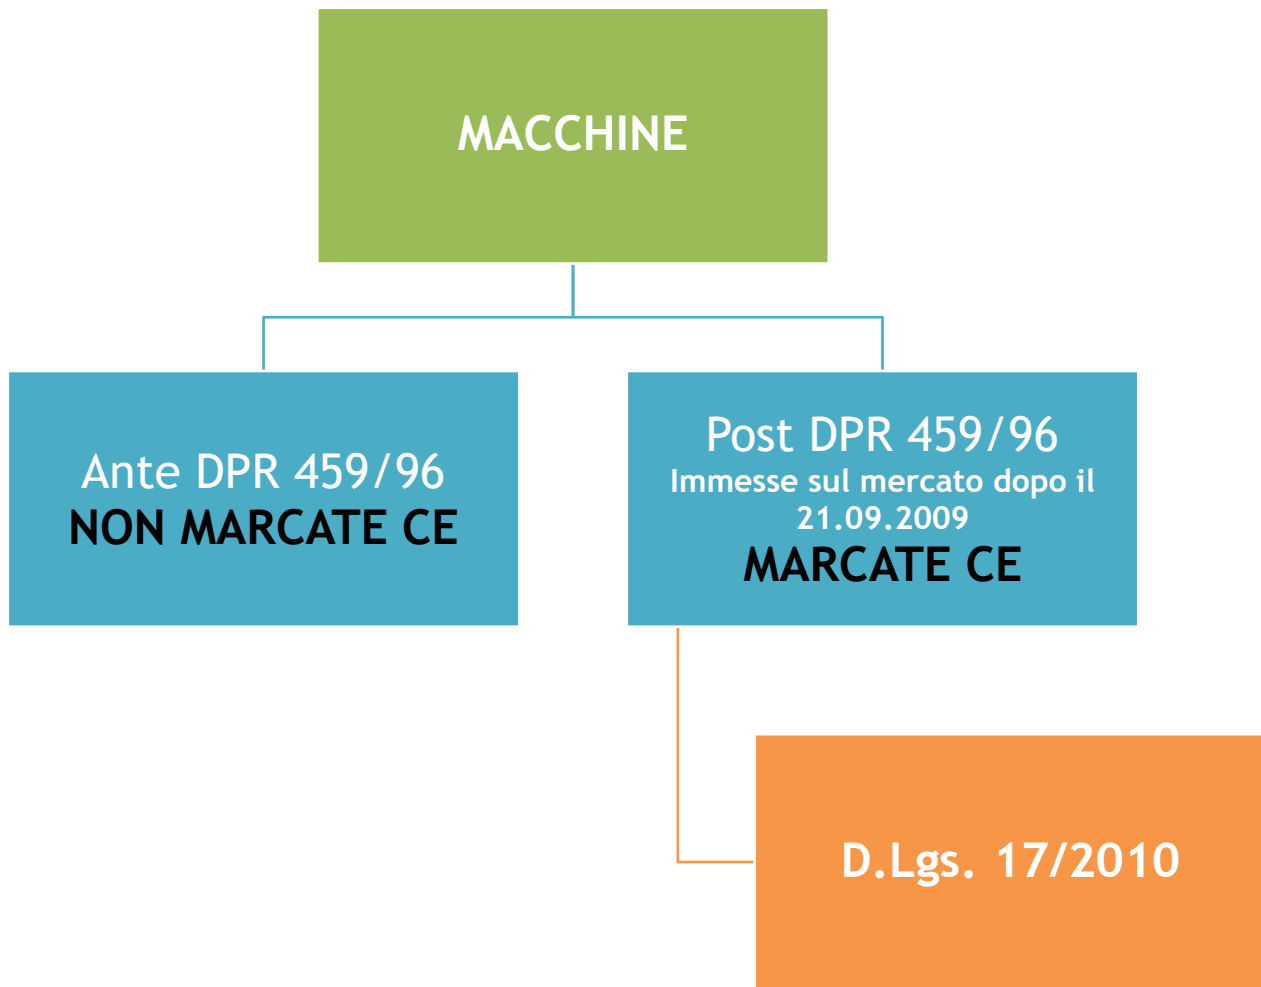 MACCHINE
Ante DPR 459/96
NON MARCATE CE
Post DPR 459/96
Immesse sul mercato dopo il
21.09.2009
MARCATE CE
D.Lgs. 17/2010